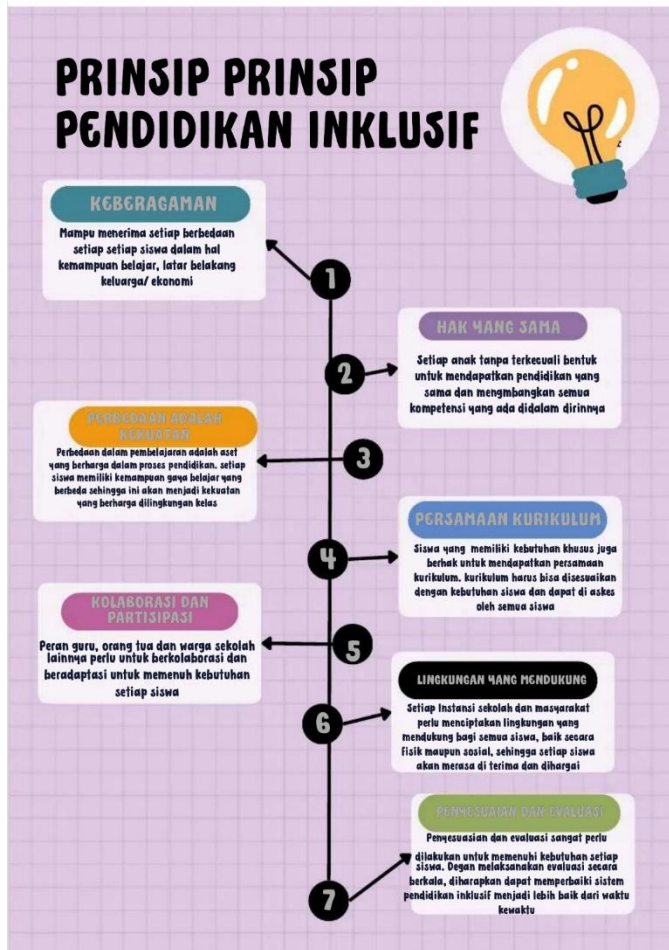 PRINSIP PRINSIP
PENDIDIKAN INKLUSIF
KEBERAGAMAN
Mampu menerima setiap berbedaan
setiap setiap siswa dalam hal
kemampuan belajar, latar belakang
keluarga/ ekonomi
1
HAK YANG SAMA
2
Setiap anak tanpa terkecuali bentuk
untuk mendapatkan pendidikan yang
sama dan mengmbangkan semua
kompetensi yang ada didalam dirinnya
PERBEDAAN ADALAH
KEKUATAN
3
Perbedaan dalam pembelajaran adalah aset
yang berharga dalam proses pendidikan. setiap
siswa memiliki kemampuan gaya belajar yang
berbeda sehingga ini akan menjadi kekuatan
yang berharga dilingkungan kelas
PERSAMAAN KURIKULUM
4
Siswa yang memiliki kebutuhan khusus juga
berhak untuk mendapatkan persamaan
kurikulum. kurikulum harus bisa disesuaikan
dengan kebutuhan siswa dan dapat di askes
oleh semua siswa
KOLABORASI DAN
PARTISIPASI
5
Peran guru, orang tua dan warga sekolah
lainnya perlu untuk berkolaborasi dan
beradaptasi untuk memenuh kebutuhan
setiap siswa
LINGKUNGAN YANG MENDUKUNG
6
Setiap Instansi sekolah dan masyarakat
perlu menciptakan lingkungan yang
mendukung bagi semua siswa, baik secara
fisik maupun sosial, sehingga setiap siswa
akan merasa di terima dan dihargai
PENYESUAIAN DAN EVALUASI
7
Penyesuasian dan evaluasi sangat perlu
dilakukan untuk memenuhi kebutuhan setiap
siswa. Degan melaksanakan evaluasi secara
berkala, diharapkan dapat memperbaiki sistem
pendidikan inklusif menjadi lebih baik dari waktu
kewaktu